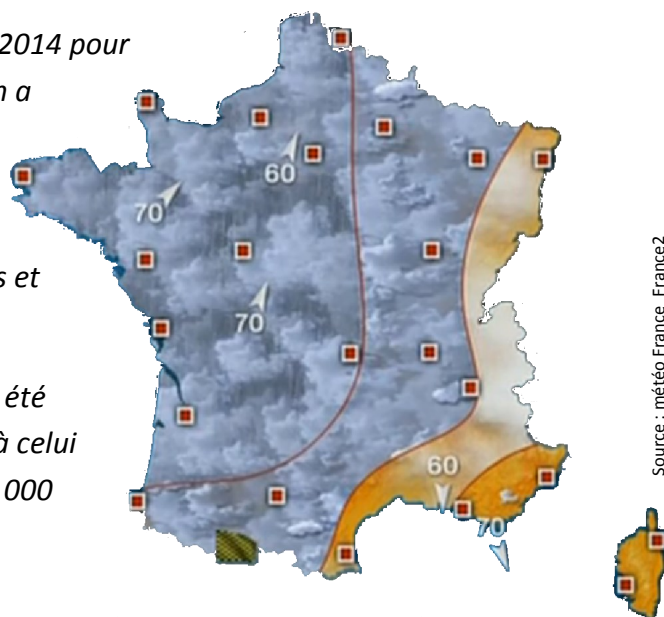 2014 pour
n a
s et
été
à celui
000
60
70
70
60
70
Source : météo France France2